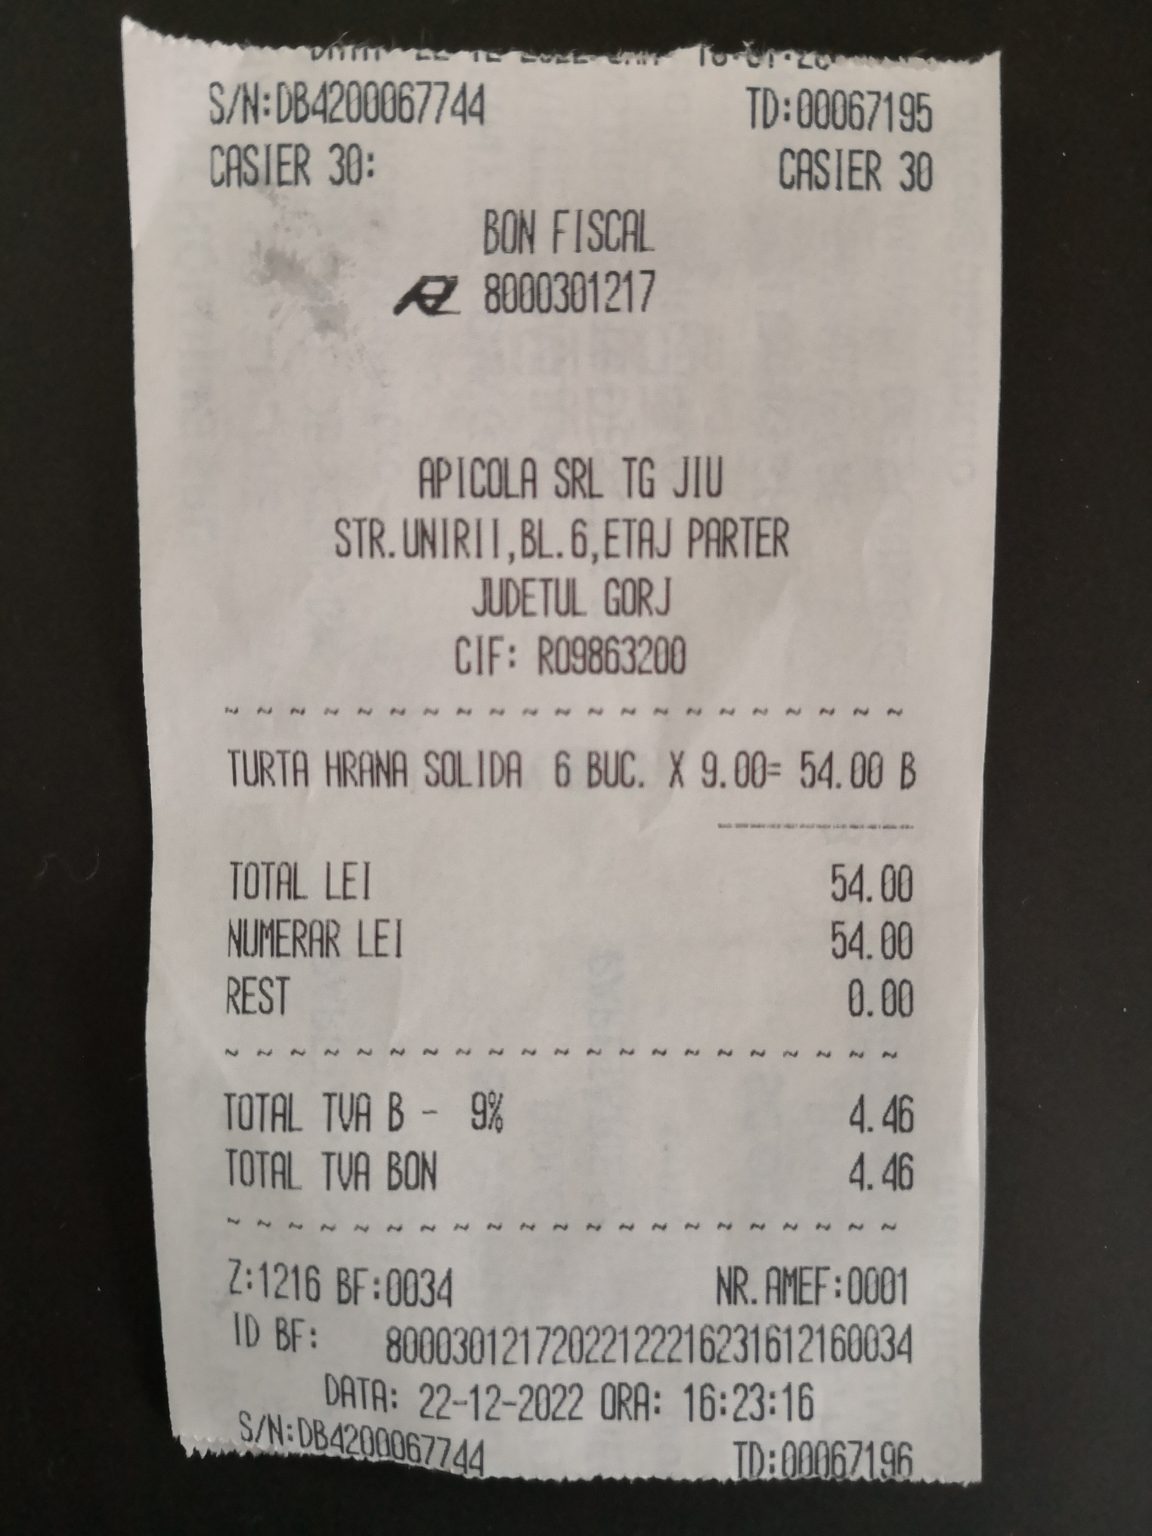 S/N:DB4200067744 TD:00067195
CASIER 30: CASIER 30
BON FISCAL
8000301217
APICOLA SRL TG JIU
STR.UNIRII,BL.6,ETAJ PARTER
JUDETUL GORJ
CIF: RO9863200
~ ~ ~ ~ ~ ~ ~ ~ ~ ~ ~ ~ ~ ~ ~ ~ ~ ~ ~ ~ ~
TURTA HRANA SOLIDA 6 BUC. X 9.00= 54.00 B
TOTAL LEI 54.00
NUMERAR LEI 54.00
REST 0.00
~ ~ ~ ~ ~ ~ ~ ~ ~ ~ ~ ~ ~ ~ ~ ~ ~ ~ ~ ~ ~
TOTAL TVA B - 9% 4.46
TOTAL TVA BON 4.46
~ ~ ~ ~ ~ ~ ~ ~ ~ ~ ~ ~ ~ ~ ~ ~ ~ ~ ~ ~ ~
Z:1216 BF:0034 NR.AMEF:0001
ID BF: 80003012172022122216231612160034
DATA: 22-12-2022 ORA: 16:23:16
S/N:DB4200067744 TD:00067196